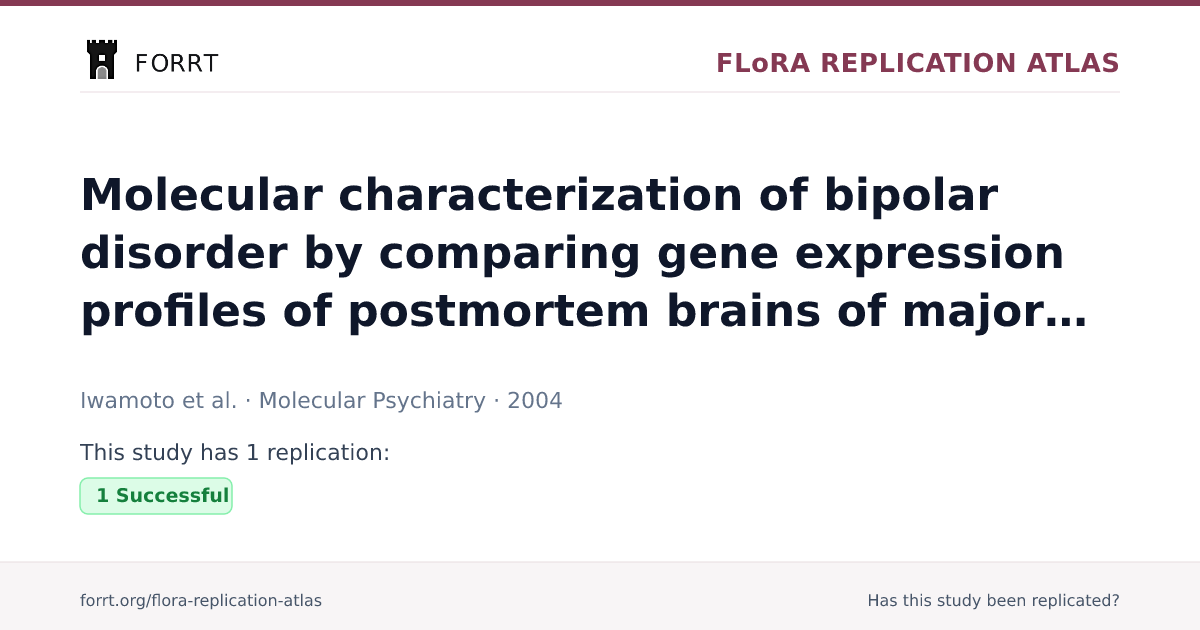 FORRT
FLoRA REPLICATION ATLAS
Molecular characterization of bipolar
disorder by comparing gene expression
profiles of postmortem brains of major…
Iwamoto et al. · Molecular Psychiatry · 2004
This study has 1 replication:
1 Successful
forrt.org/flora-replication-atlas
Has this study been replicated?